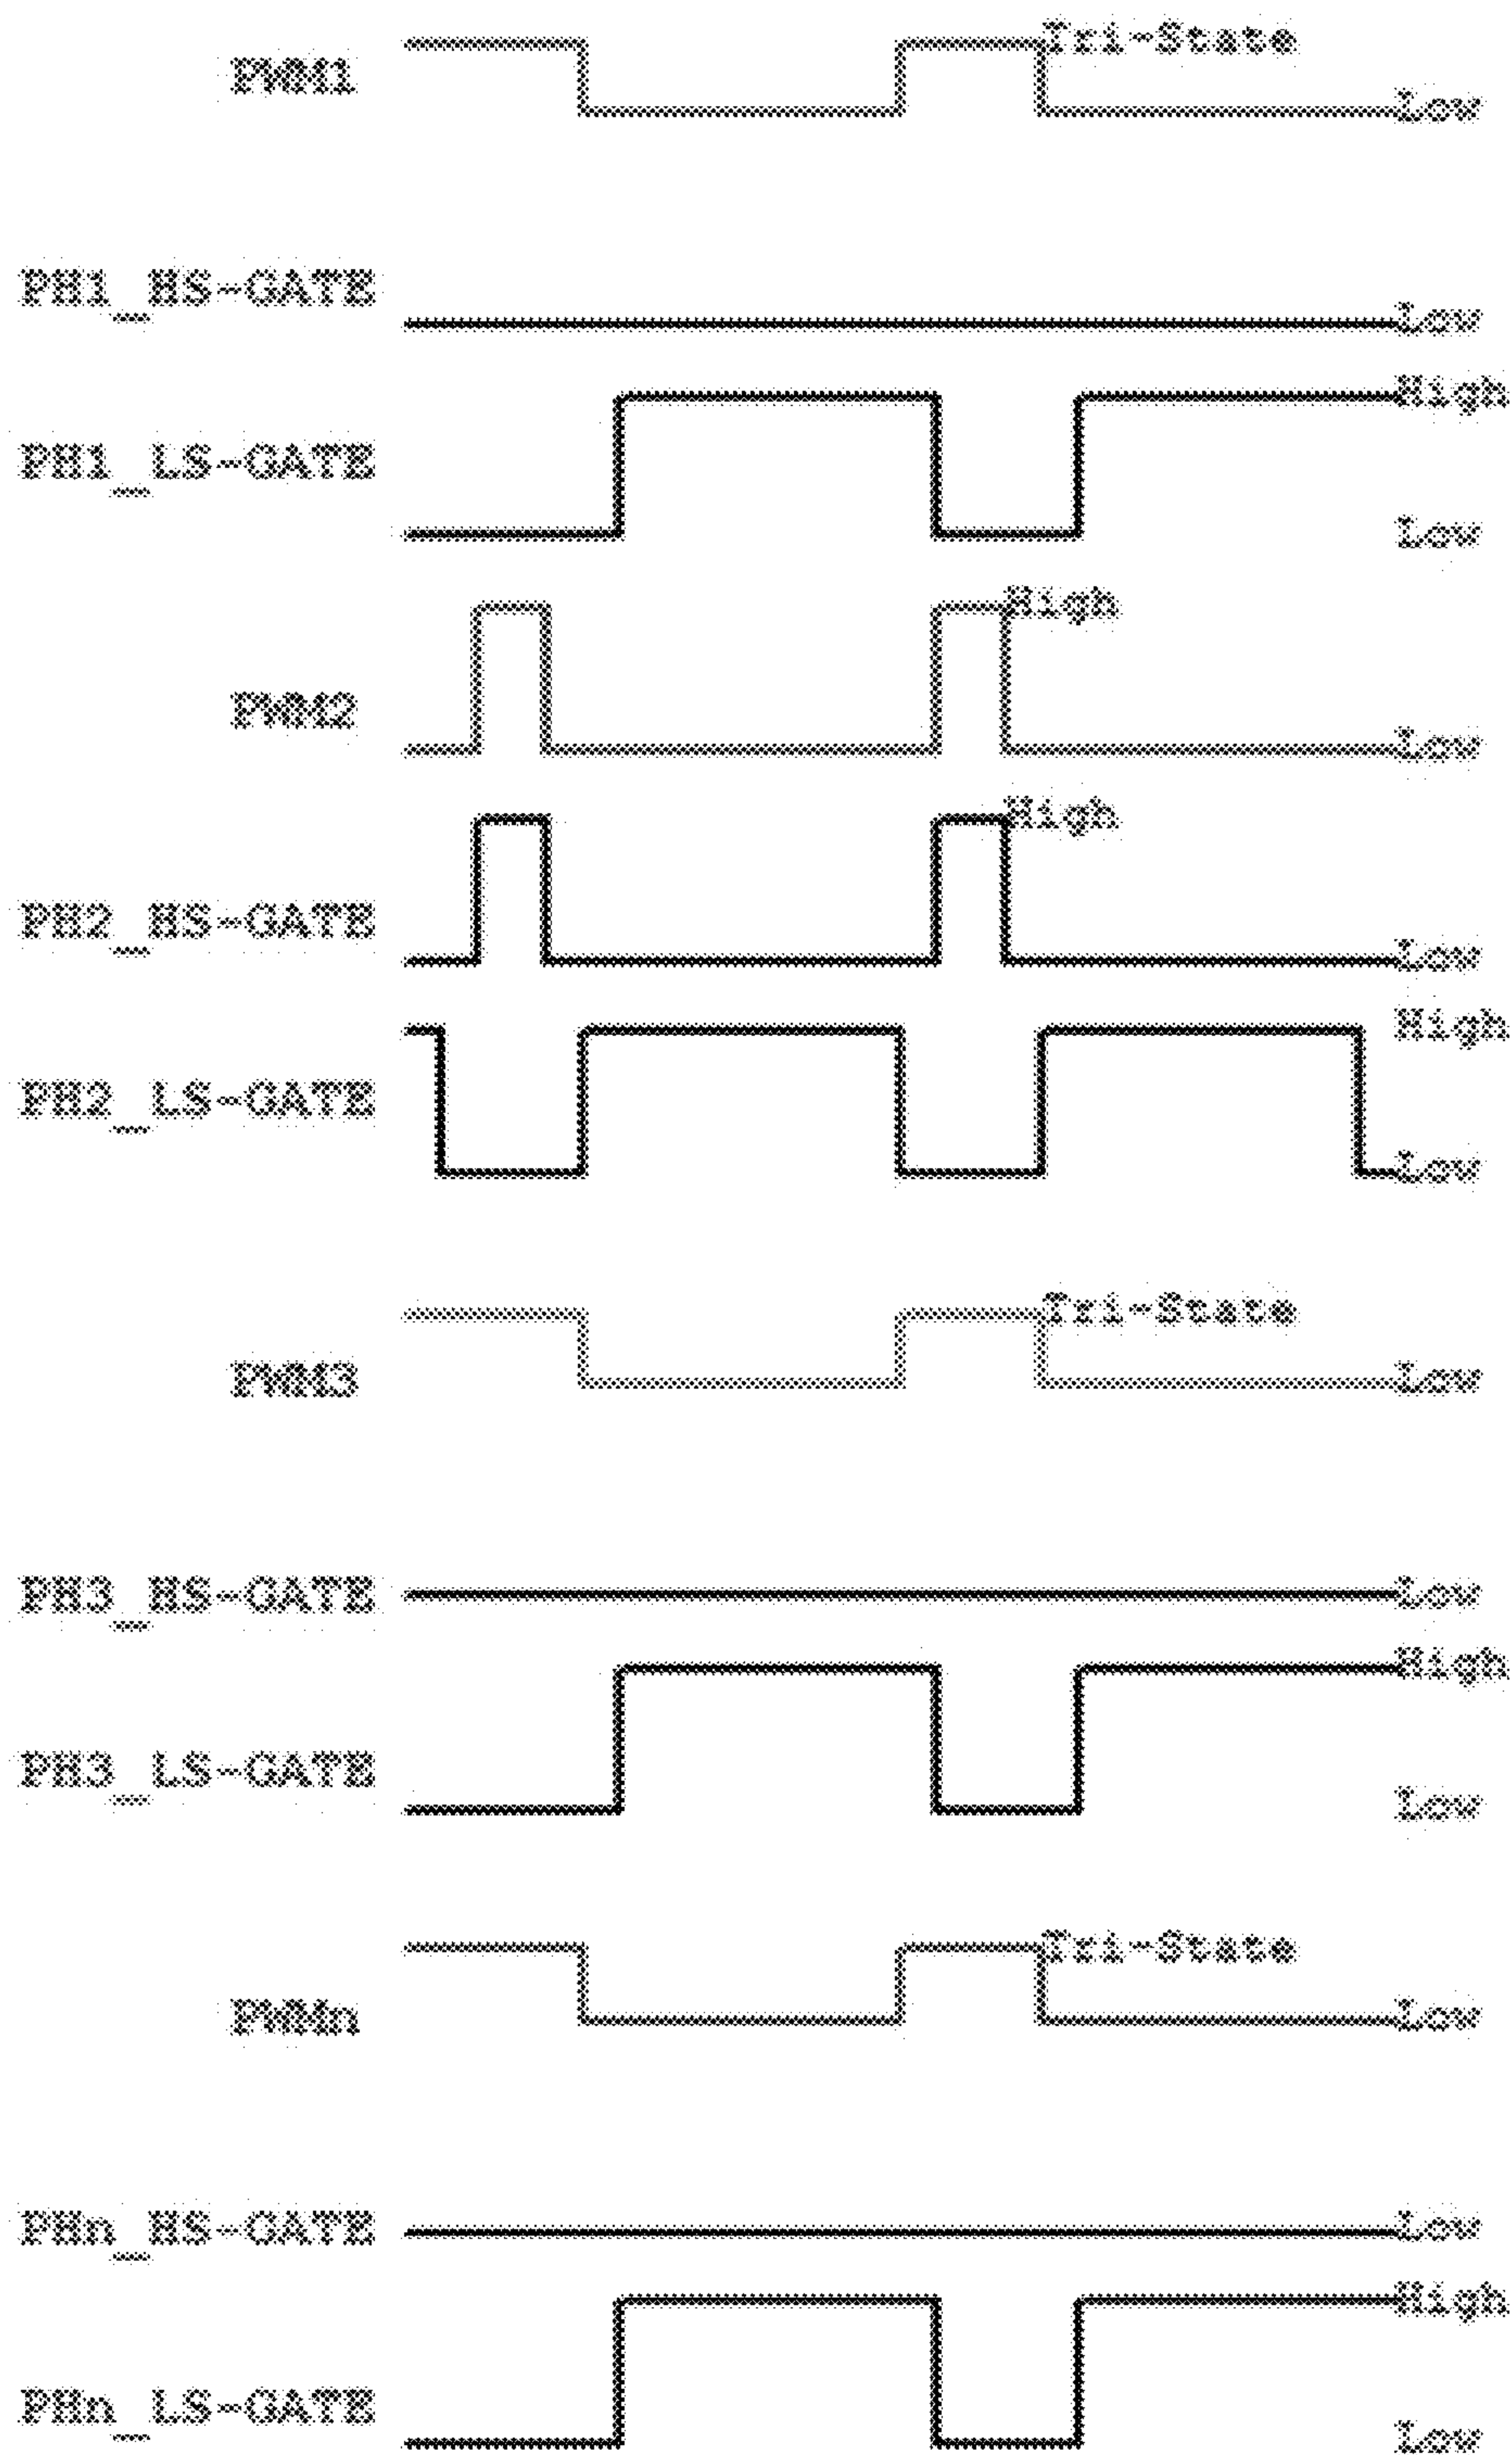 Tri-State
PWM1
Low
PH1_HS-GATE
Low
High
PH1_LS-GATE
Low
High
PWM2
Low
High
PH2_HS-GATE
Low
High
PH2_LS-GATE
Low
Tri-State
PWM3
Low
PH3_HS-GATE
Low
High
PH3_LS-GATE
Low
Tri-State
PWMn
Low
PHn_HS-GATE
Low
High
PHn_LS-GATE
Low